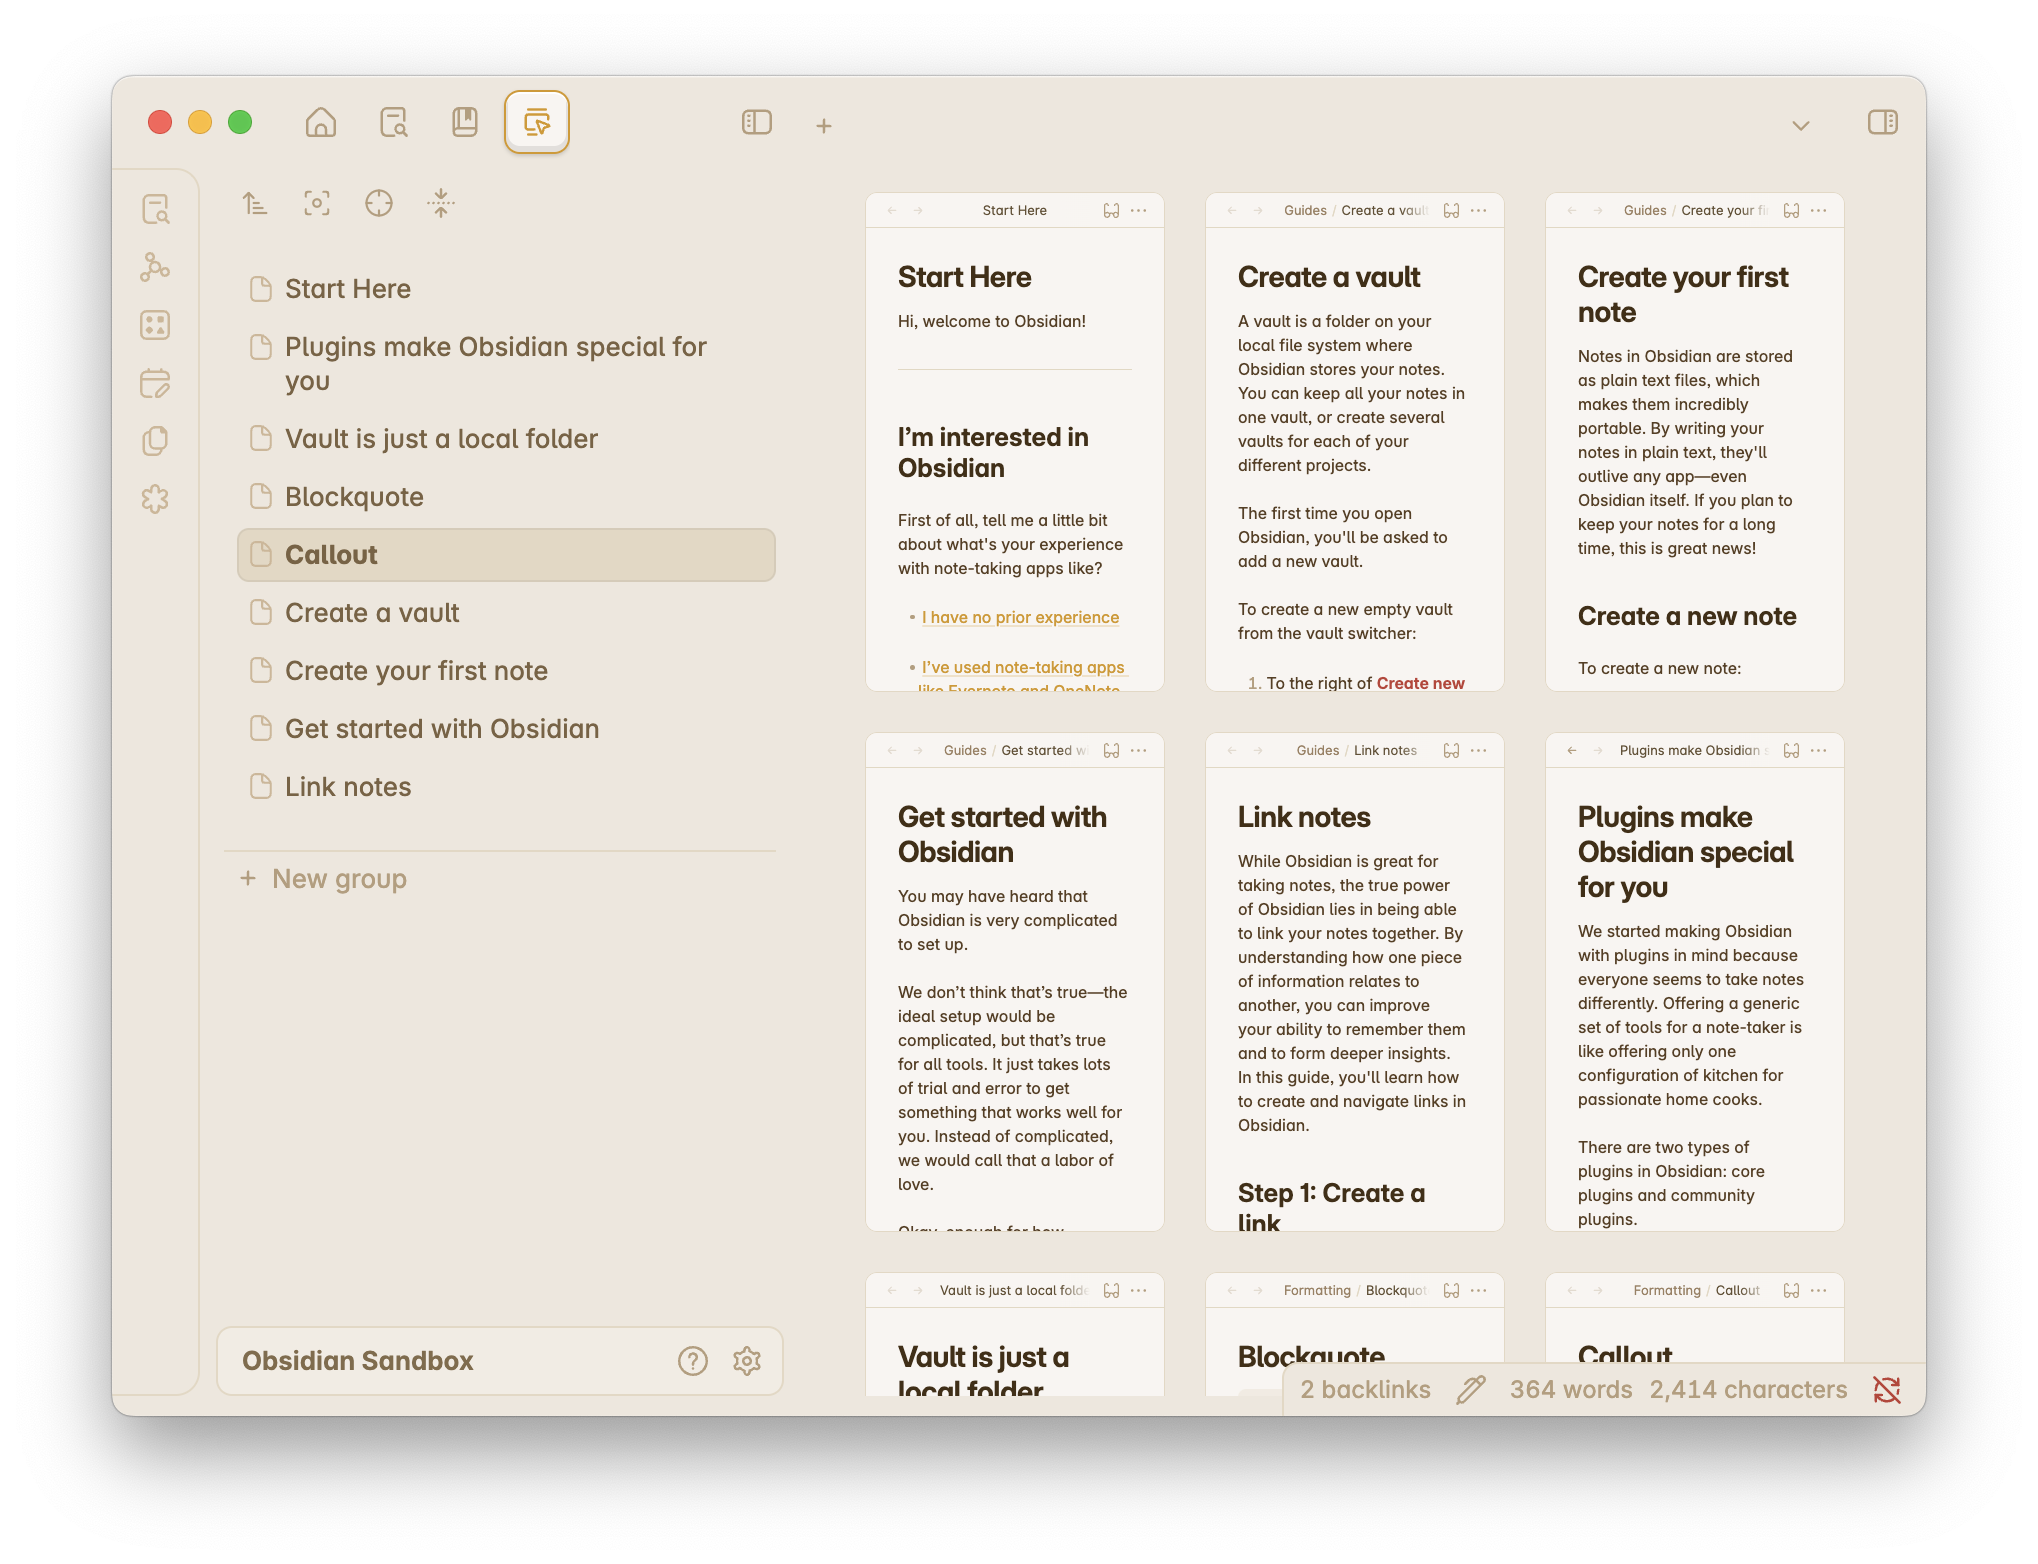 Start Here
Plugins make Obsidian special for
you
Vault is just a local folder
Blockquote
Callout
Create a vault
Create your first note
Get started with Obsidian
Link notes
+ New group
Obsidian Sandbox
Start Here
Start Here
Hi, welcome to Obsidian!
I’m interested in
Obsidian
First of all, tell me a little bit
about what's your experience
with note-taking apps like?
• I have no prior experience
• I’ve used note-taking apps
like Evernote and OneNote
Guides / Create a vault
Create a vault
A vault is a folder on your
local file system where
Obsidian stores your notes.
You can keep all your notes in
one vault, or create several
vaults for each of your
different projects.
The first time you open
Obsidian, you'll be asked to
add a new vault.
To create a new empty vault
from the vault switcher:
1. To the right of Create new
Guides / Create your fi
Create your first
note
Notes in Obsidian are stored
as plain text files, which
makes them incredibly
portable. By writing your
notes in plain text, they'll
outlive any app—even
Obsidian itself. If you plan to
keep your notes for a long
time, this is great news!
Create a new note
To create a new note:
Guides / Get started w
Get started with
Obsidian
You may have heard that
Obsidian is very complicated
to set up.
We don’t think that’s true—the
ideal setup would be
complicated, but that’s true
for all tools. It just takes lots
of trial and error to get
something that works well for
you. Instead of complicated,
we would call that a labor of
love.
Okay, enough for how
Guides / Link notes
Link notes
While Obsidian is great for
taking notes, the true power
of Obsidian lies in being able
to link your notes together. By
understanding how one piece
of information relates to
another, you can improve
your ability to remember them
and to form deeper insights.
In this guide, you'll learn how
to create and navigate links in
Obsidian.
Step 1: Create a
link
Plugins make Obsidian s
Plugins make
Obsidian special
for you
We started making Obsidian
with plugins in mind because
everyone seems to take notes
differently. Offering a generic
set of tools for a note-taker is
like offering only one
configuration of kitchen for
passionate home cooks.
There are two types of
plugins in Obsidian: core
plugins and community
plugins.
Vault is just a local folde
Vault is just a
local folder
Formatting / Blockquot
Blockquote
Formatting / Callout
Callout
2 backlinks 364 words 2,414 characters